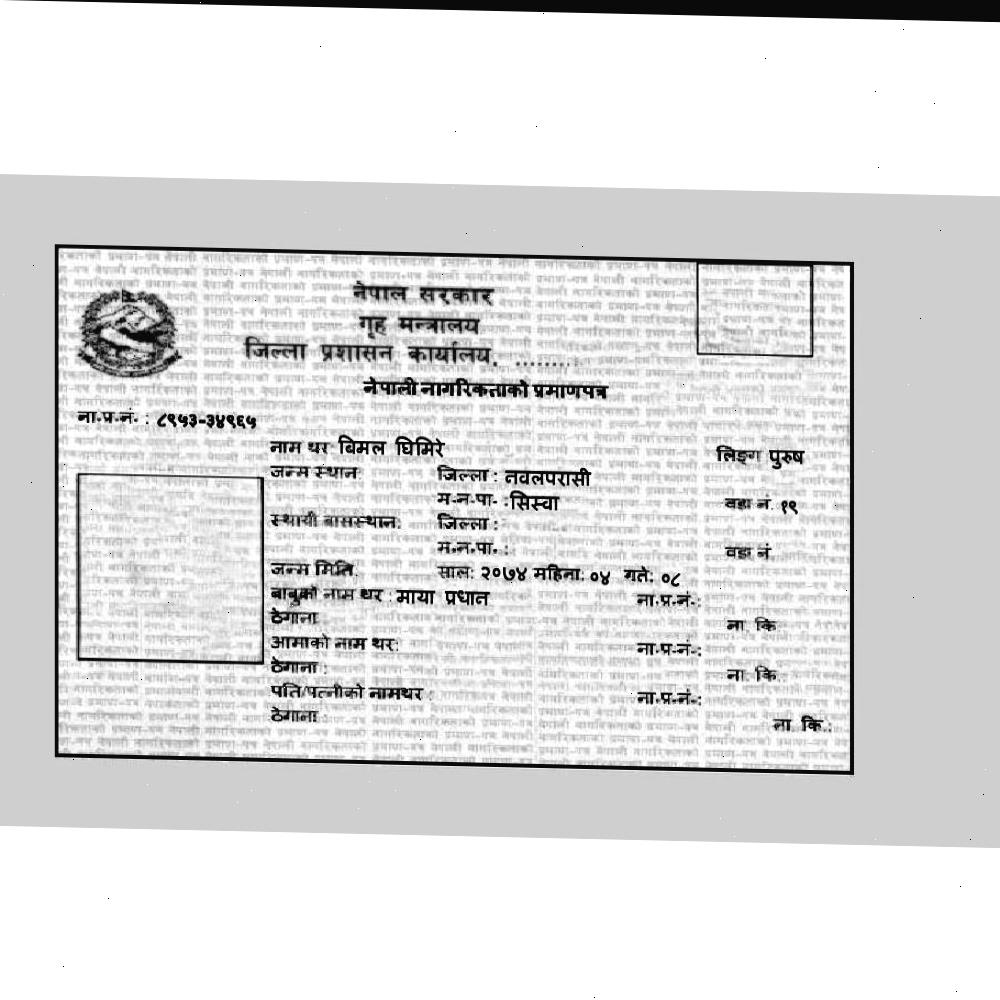 नेपाल सरकार
गृह मन्त्रालय
जिल्ला प्रशासन कार्यालय. .........
नेपाली नागरिकताको प्रमाणपत्र
ना.प्र.नं. : ८९५३-३४९६५
नाम थर: बिमल घिमिरे लिङ्ग पुरुष
जन्म स्थान: जिल्ला : नवलपरासी
म.न.पा. :सिस्वा वडा नं. १९
स्थायी बासस्थान: जिल्ला :
म.न.पा. : वडा नं
जन्म मिति: साल: २०७४ महिना: ०४ गते: ०८
बाबुको नाम थर : माया प्रधान ना.प्र.नं.:
ठेगाना ना. कि.
आमाको नाम थर: ना.प्र.नं.:
ठेगाना : ना. कि.:
पति/पत्नीको नामथर : ना.प्र.नं.:
ठेगाना : ना. कि.: